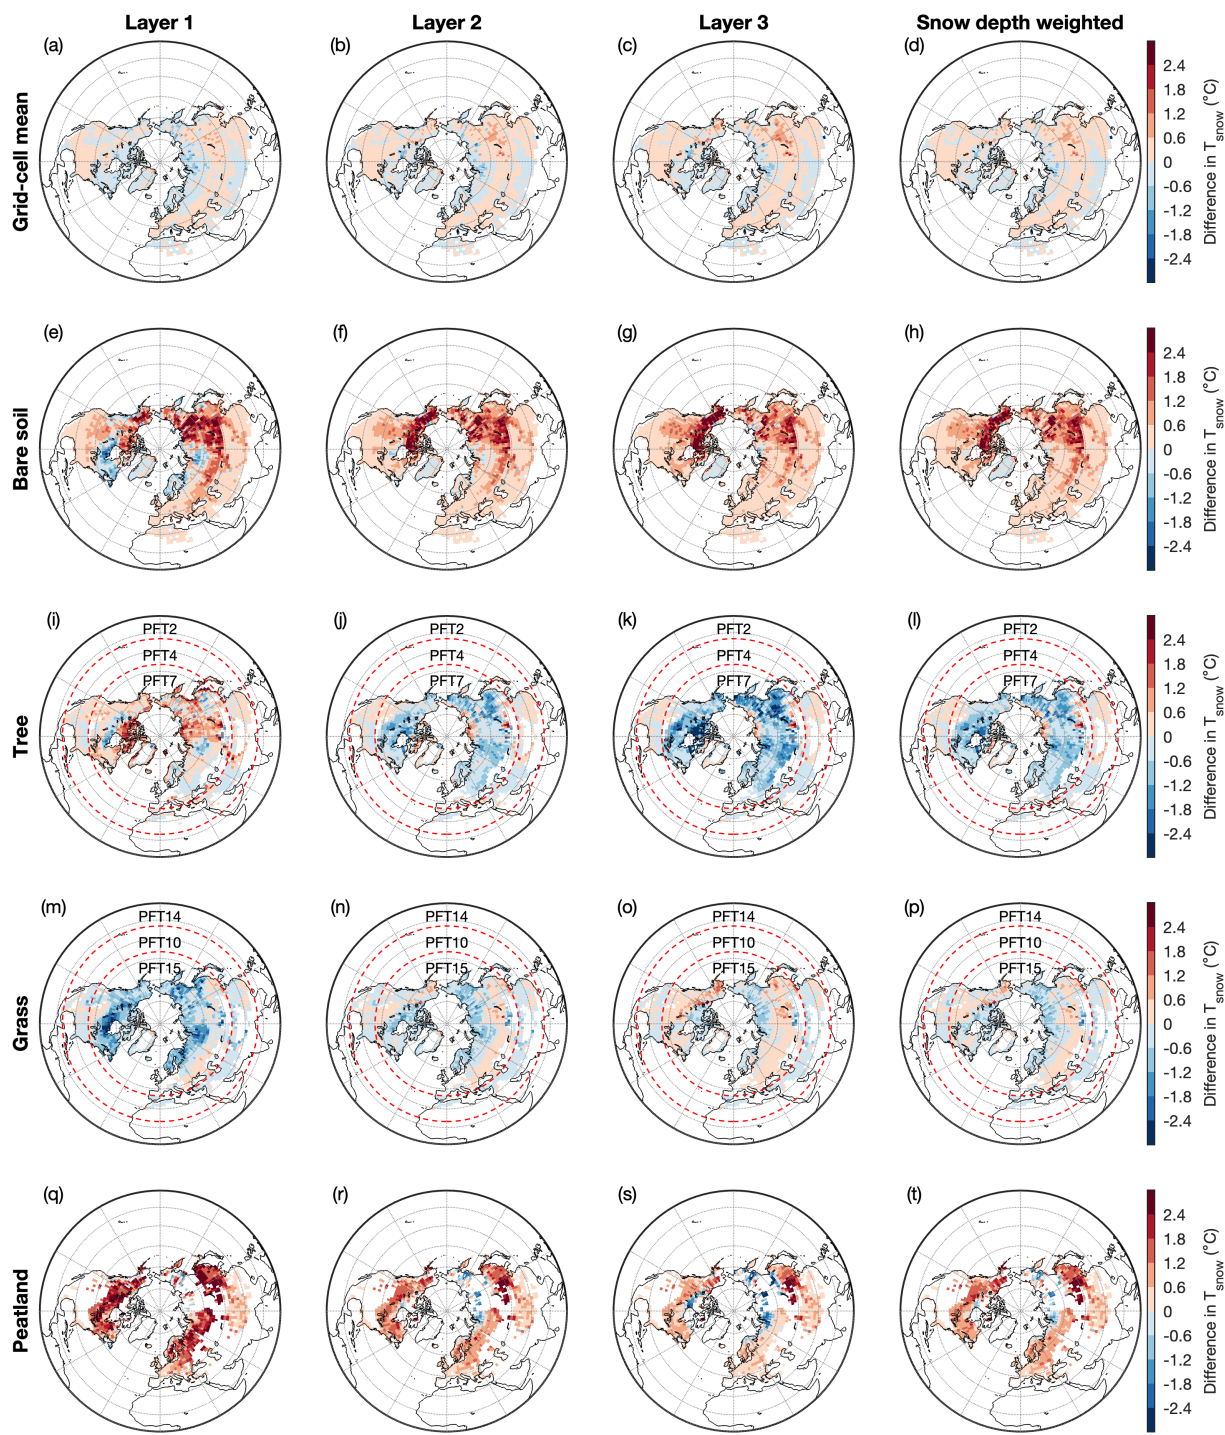 Layer 1 Layer 2 Layer 3 Snow depth weighted
(a) (b) (c) (d)
Grid-cell mean
2.4
1.8
1.2
0.6
0
-0.6
-1.2
-1.8
-2.4
Difference in Tsnow (°C)
(e) (f) (g) (h)
Bare soil
2.4
1.8
1.2
0.6
0
-0.6
-1.2
-1.8
-2.4
Difference in Tsnow (°C)
(i) (j) (k) (l)
PFT2 PFT2 PFT2 PFT2
PFT4 PFT4 PFT4 PFT4
PFT7 PFT7 PFT7 PFT7
Tree
2.4
1.8
1.2
0.6
0
-0.6
-1.2
-1.8
-2.4
Difference in Tsnow (°C)
(m) (n) (o) (p)
PFT14 PFT14 PFT14 PFT14
PFT10 PFT10 PFT10 PFT10
PFT15 PFT15 PFT15 PFT15
Grass
2.4
1.8
1.2
0.6
0
-0.6
-1.2
-1.8
-2.4
Difference in Tsnow (°C)
(q) (r) (s) (t)
Peatland
2.4
1.8
1.2
0.6
0
-0.6
-1.2
-1.8
-2.4
Difference in Tsnow (°C)